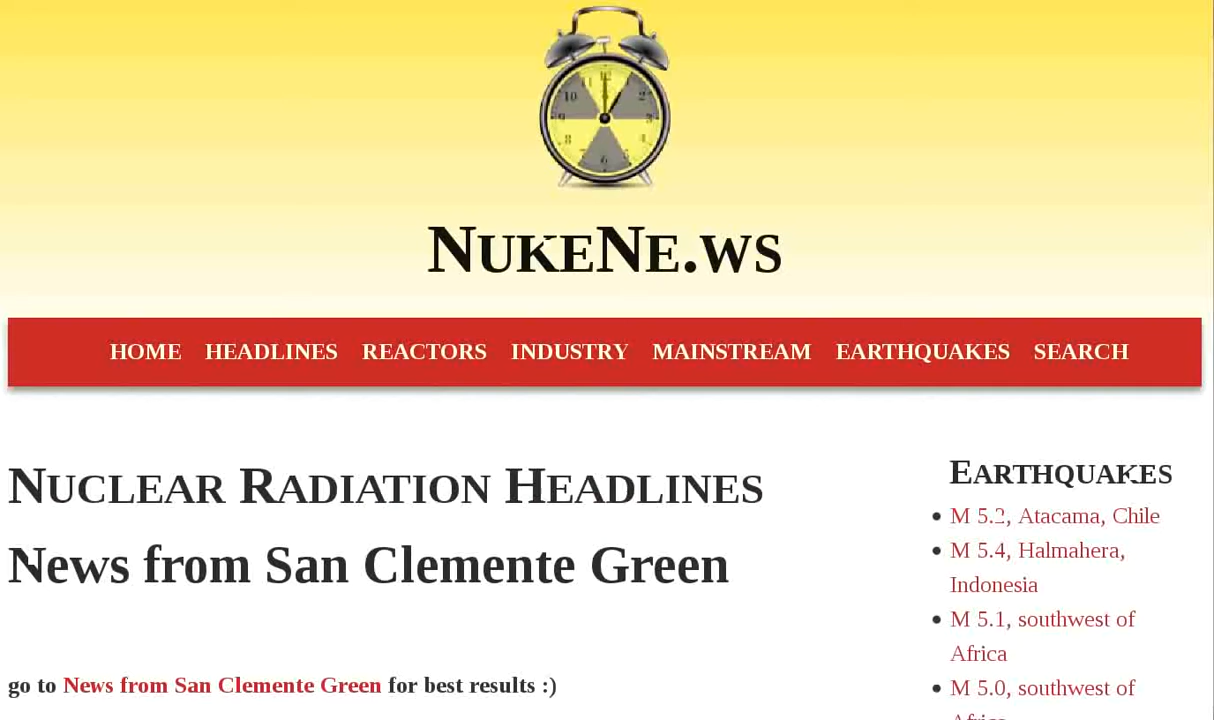 NUKENE.WS
HOME HEADLINES REACTORS INDUSTRY MAINSTREAM EARTHQUAKES SEARCH
NUCLEAR RADIATION HEADLINES
News from San Clemente Green
go to News from San Clemente Green for best results :)
EARTHQUAKES
M 5.2, Atacama, Chile
M 5.4, Halmahera,
Indonesia
M 5.1, southwest of
Africa
M 5.0, southwest of